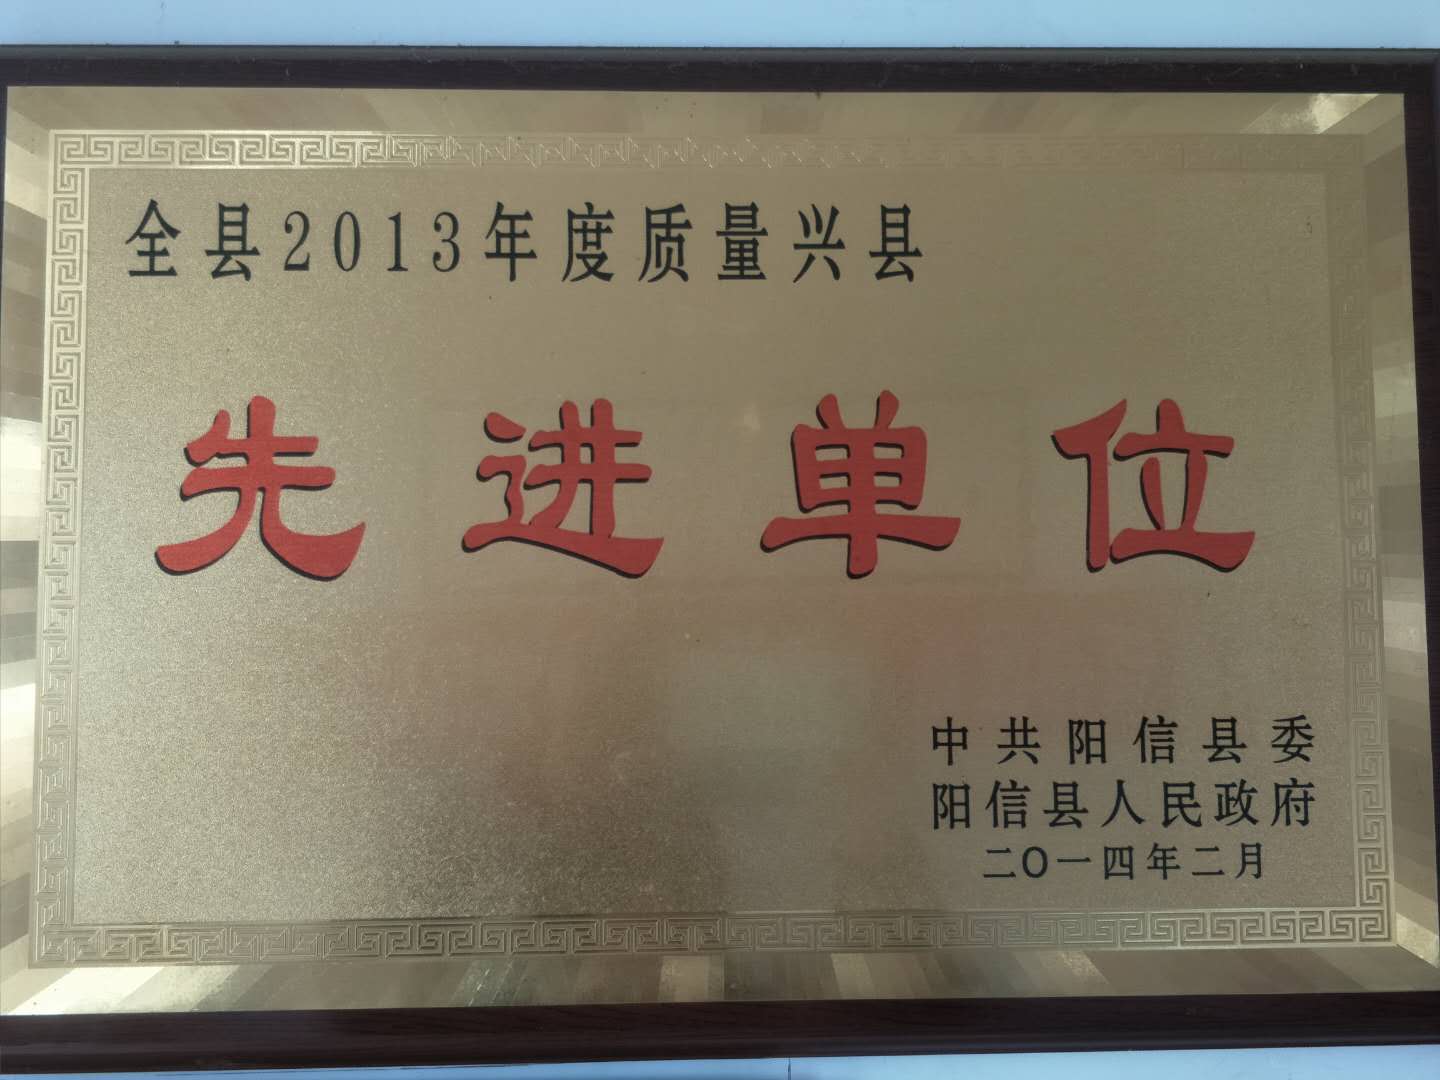 全县2013年度质量兴县
先进单位
中共阳信县委
阳信县人民政府
二〇一四年二月